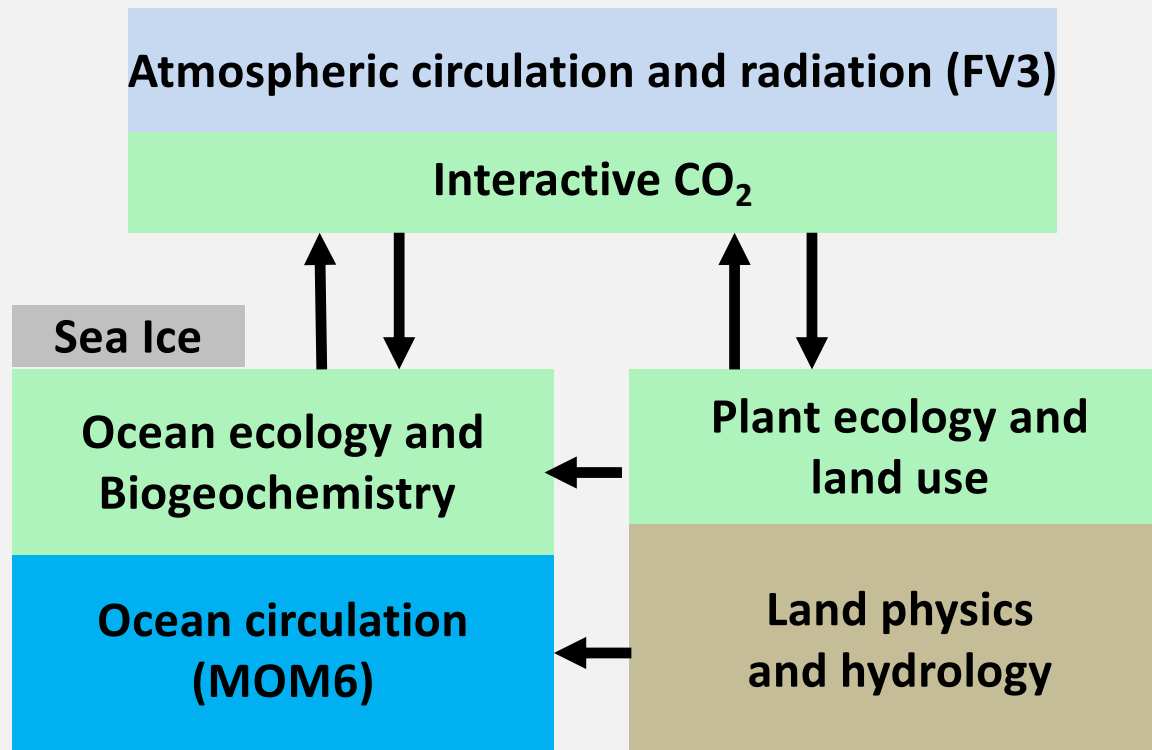 Atmospheric circulation and radiation (FV3)
Interactive CO₂
Sea Ice
Ocean ecology and
Biogeochemistry
Plant ecology and
land use
Ocean circulation
(MOM6)
Land physics
and hydrology